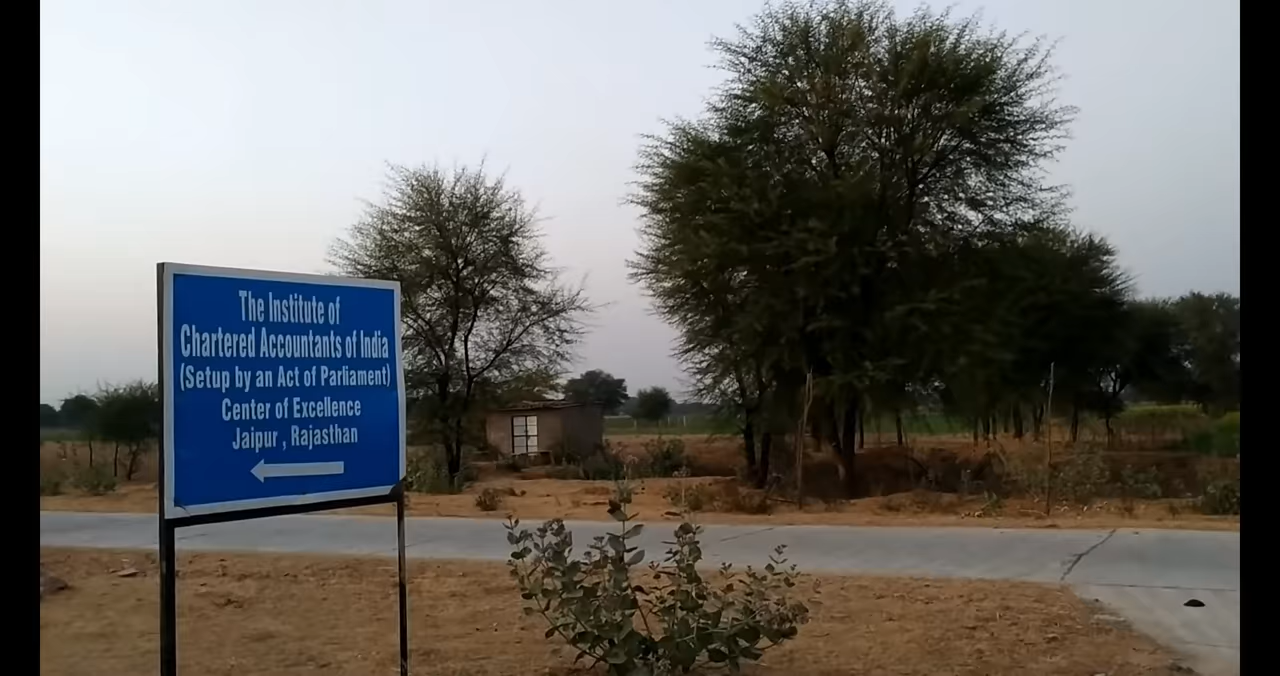 The Institute of
Chartered Accountants of India
(Setup by an Act of Parliament)
Center of Excellence
Jaipur , Rajasthan